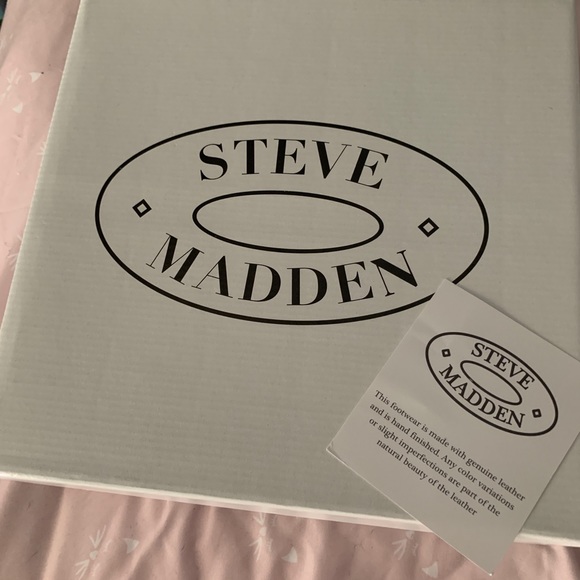 STEVE
MADDEN
STEVE
MADDEN
This footwear is made with genuine leather
and is hand finished. Any color variations
or slight imperfections are part of the
natural beauty of the leather